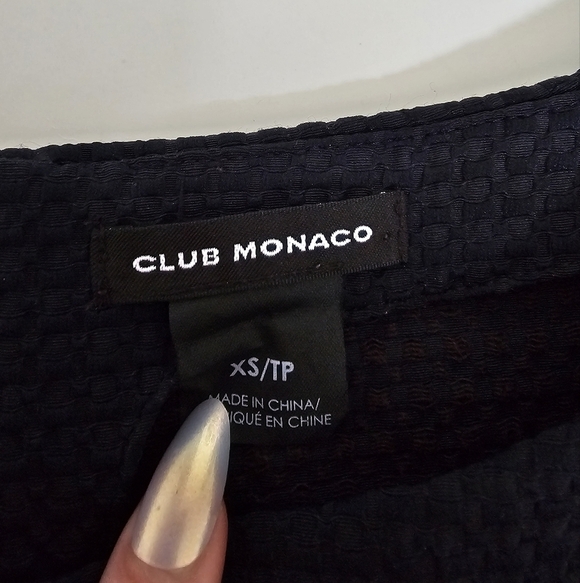 CLUB MONACO
XS/TP
MADE IN CHINA/
EN CHINE